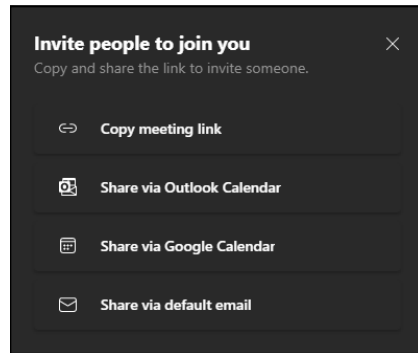 Invite people to join you
Copy and share the link to invite someone.
Copy meeting link
Share via Outlook Calendar
Share via Google Calendar
Share via default email